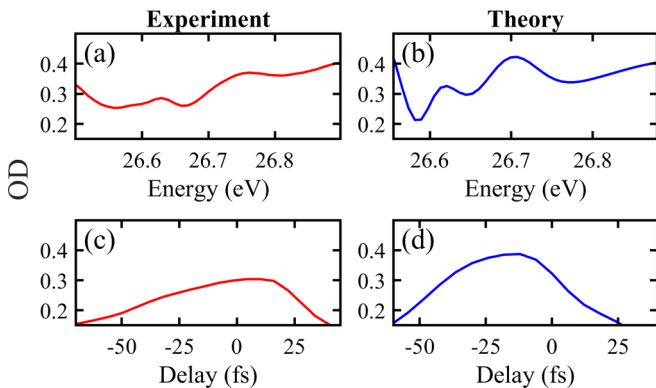 Experiment Theory
OD
(a) (b)
0.4 0.4
0.3 0.3
0.2 0.2
26.6 26.7 26.8 26.6 26.7 26.8
Energy (eV) Energy (eV)
(c) (d)
0.4 0.4
0.3 0.3
0.2 0.2
-50 -25 0 25 -50 -25 0 25
Delay (fs) Delay (fs)